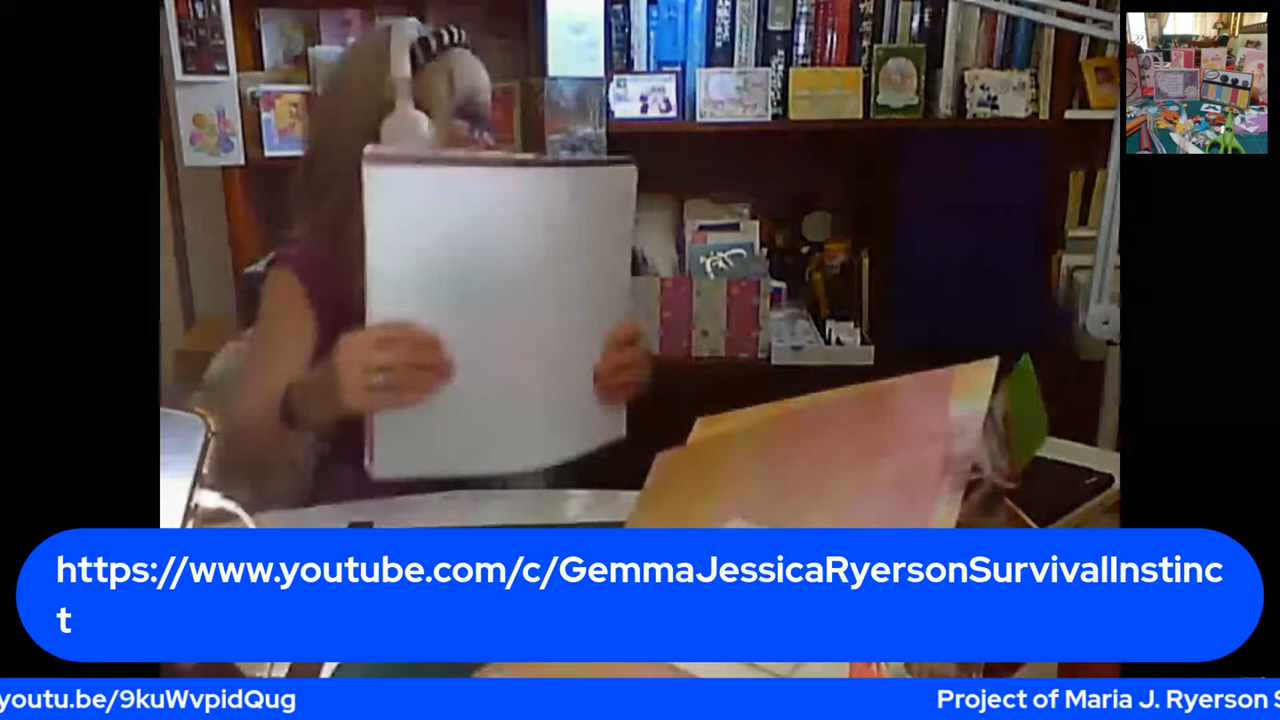 https://www.youtube.com/c/GemmaJessicaRyersonSurvivalInstinc
t
youtu.be/9kuWvpidQug
Project of Maria J. Ryerson S